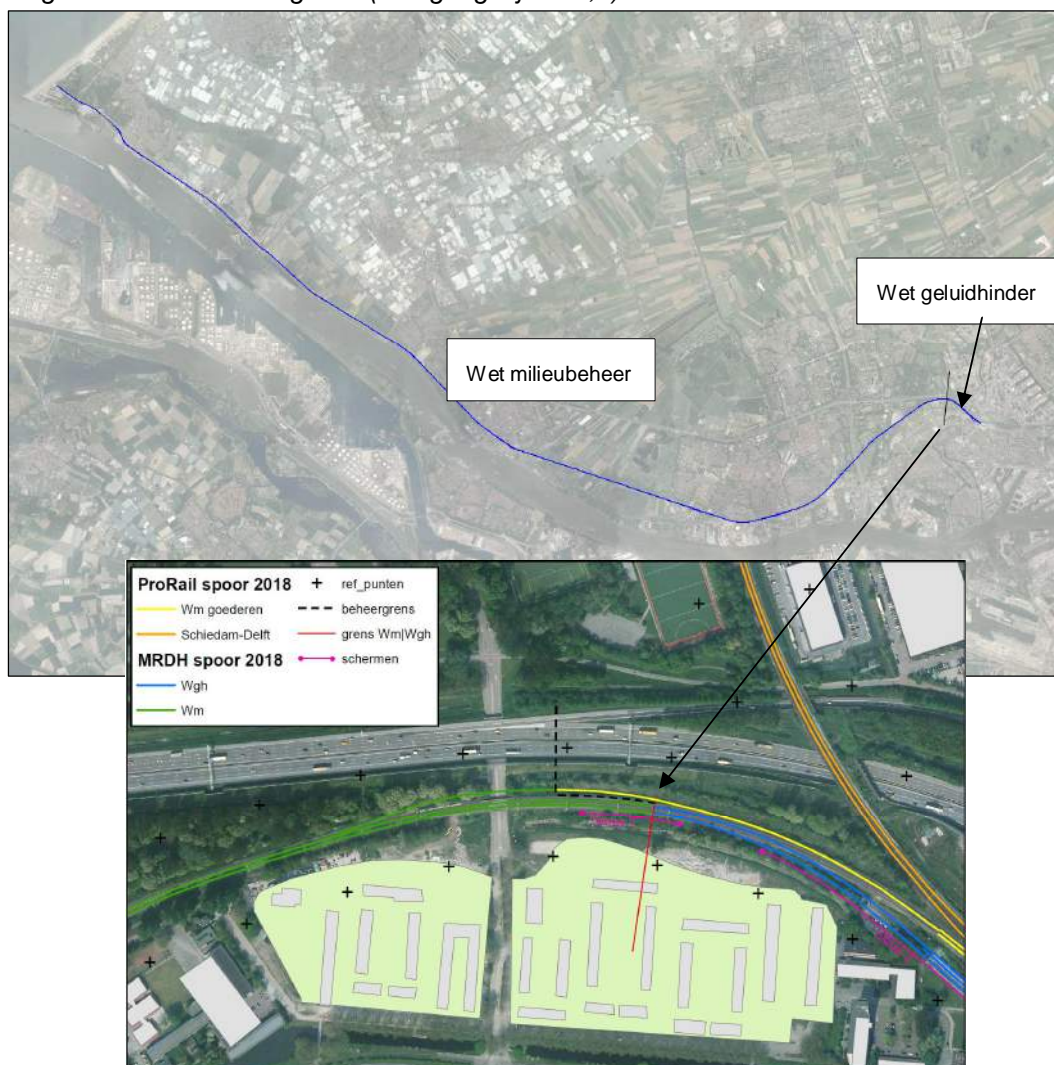 Wet geluidhinder
Wet milieubeheer
ProRail spoor 2018
Wm goederen
Schiedam-Delft
MRDH spoor 2018
Wgh
Wm
ref_punten
beheergrens
grens Wm|Wgh
schermen